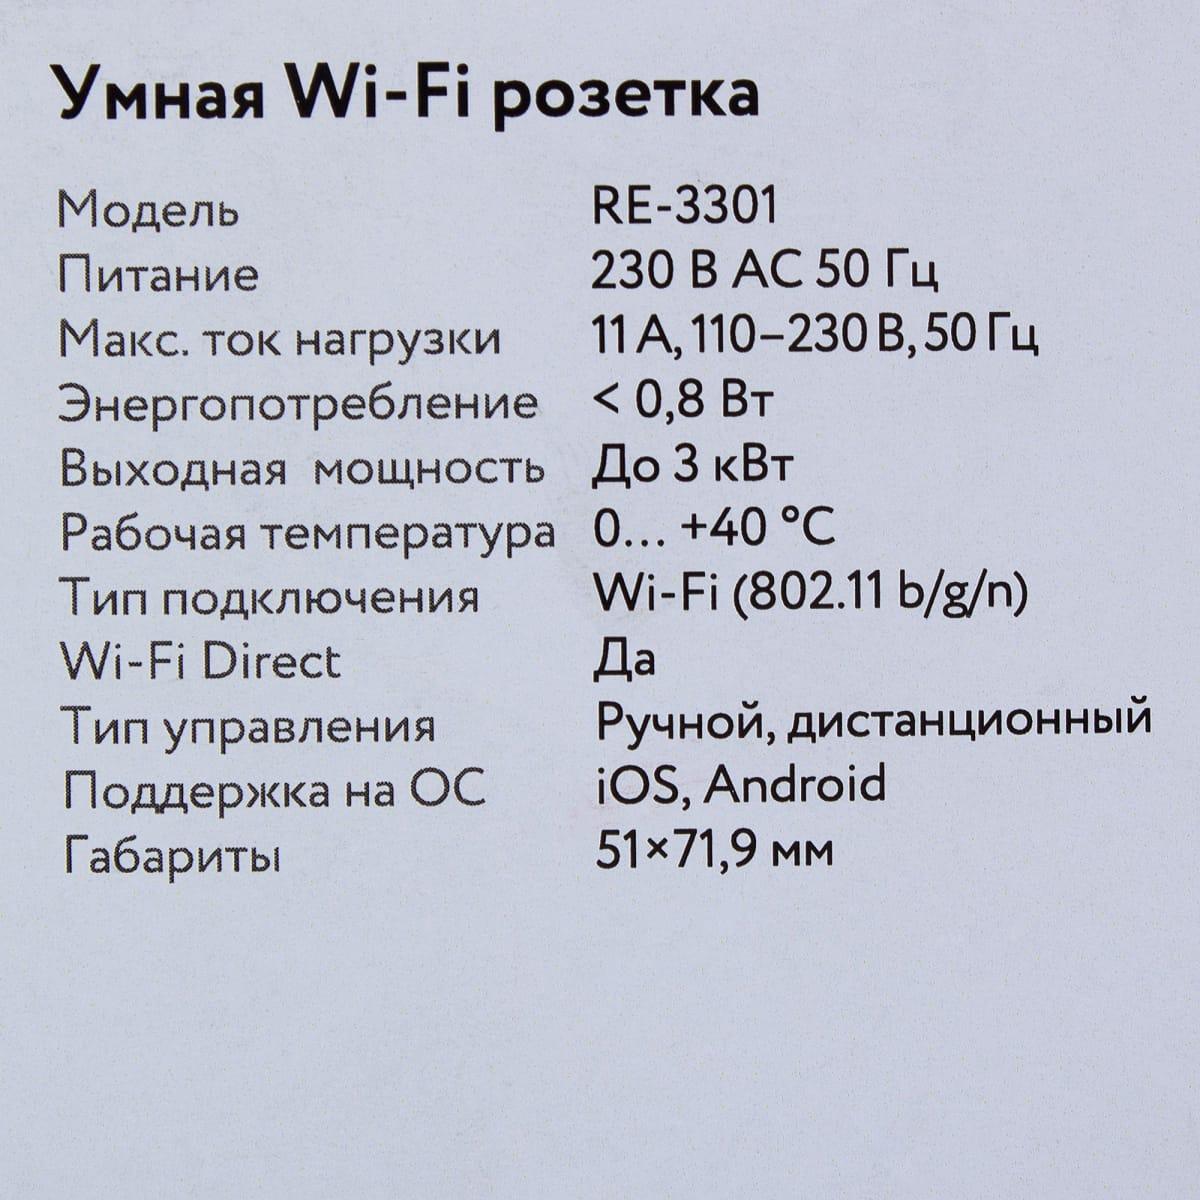 Умная Wi-Fi розетка
Модель RE-3301
Питание 230 В АС 50 Гц
Макс. ток нагрузки 11 А, 110–230 В, 50 Гц
Энергопотребление < 0,8 Вт
Выходная мощность До 3 кВт
Рабочая температура 0... +40 °C
Тип подключения Wi-Fi (802.11 b/g/n)
Wi-Fi Direct Да
Тип управления Ручной, дистанционный
Поддержка на ОС iOS, Android
Габариты 51×71,9 мм